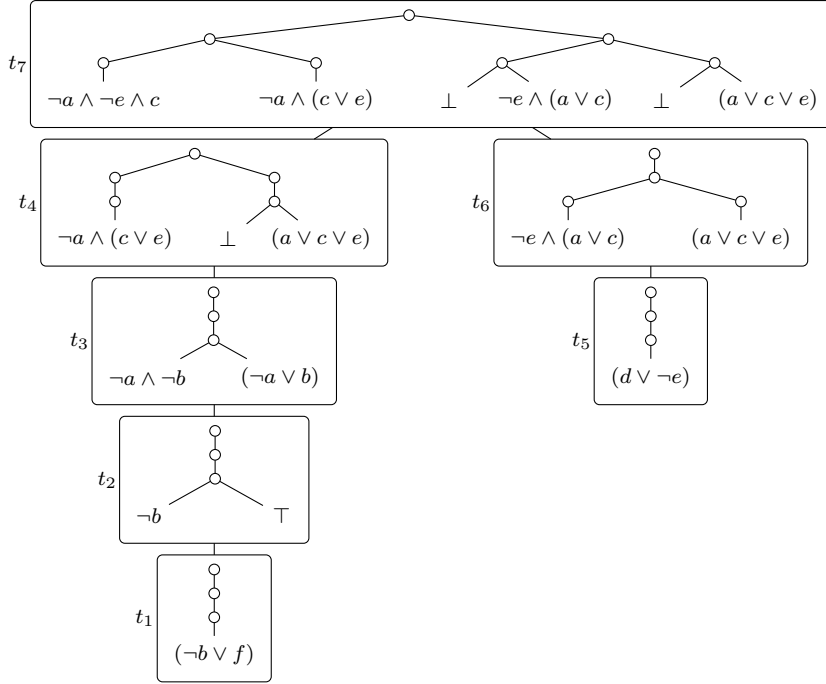 t₇
¬a ∧ ¬e ∧ c
¬a ∧ (c ∨ e)
⊥
¬e ∧ (a ∨ c)
⊥
(a ∨ c ∨ e)
t₄
¬a ∧ (c ∨ e)
⊥
(a ∨ c ∨ e)
t₆
¬e ∧ (a ∨ c)
(a ∨ c ∨ e)
t₃
¬a ∧ ¬b
(¬a ∨ b)
t₅
(d ∨ ¬e)
t₂
¬b
⊤
t₁
(¬b ∨ f)